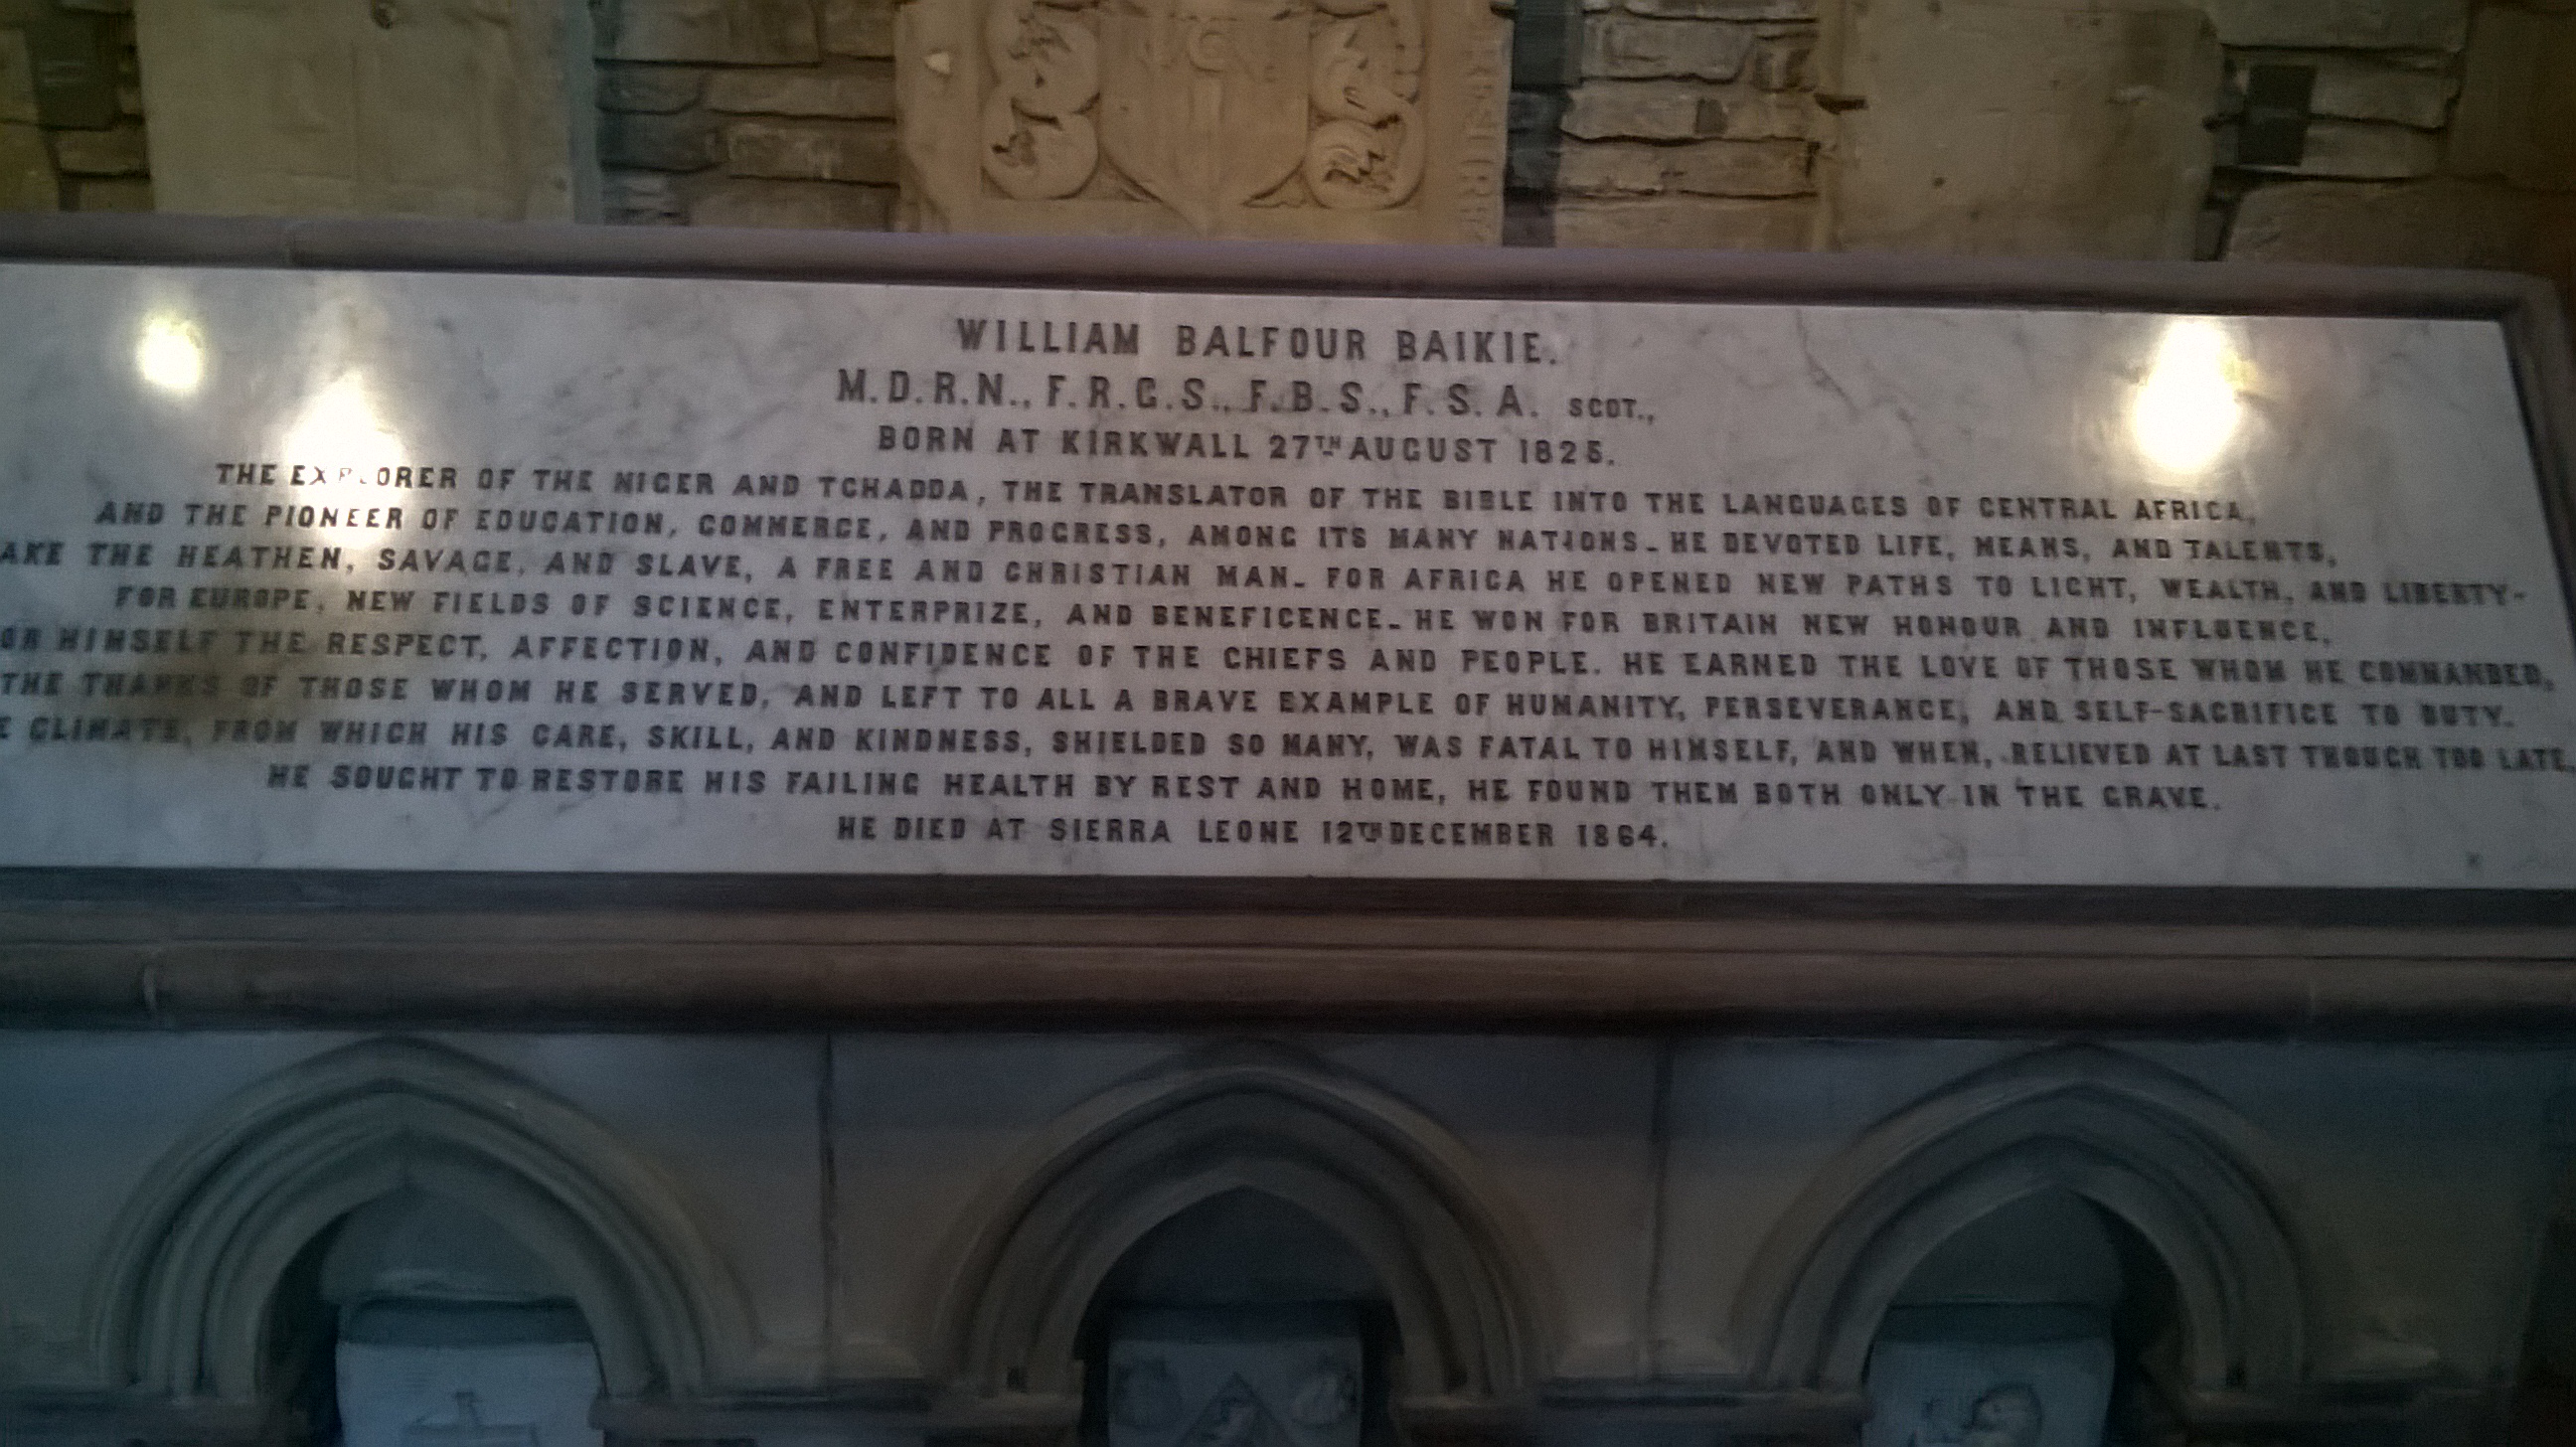 WILLIAM BALFOUR BAIKIE.
M.D.R.N., F.R.G.S., F.B.S., F.S.A. SCOT.,
BORN AT KIRKWALL 27TH AUGUST 1825.
THE EXPLORER OF THE NIGER AND TCHADDA, THE TRANSLATOR OF THE BIBLE INTO THE LANGUAGES OF CENTRAL AFRICA,
AND THE PIONEER OF EDUCATION, COMMERCE, AND PROGRESS, AMONG ITS MANY NATIONS_ HE DEVOTED LIFE, MEANS, AND TALENTS,
AKE THE HEATHEN, SAVAGE, AND SLAVE, A FREE AND CHRISTIAN MAN_ FOR AFRICA HE OPENED NEW PATHS TO LIGHT, WEALTH, AND LIBERTY-
FOR EUROPE, NEW FIELDS OF SCIENCE, ENTERPRIZE, AND BENEFICENCE_ HE WON FOR BRITAIN NEW HONOUR AND INFLUENCE,
OR HIMSELF THE RESPECT, AFFECTION, AND CONFIDENCE OF THE CHIEFS AND PEOPLE. HE EARNED THE LOVE OF THOSE WHOM HE COMMANDED,
THE THANKS OF THOSE WHOM HE SERVED, AND LEFT TO ALL A BRAVE EXAMPLE OF HUMANITY, PERSEVERANCE, AND SELF-SACRIFICE TO DUTY.
E CLIMATE, FROM WHICH HIS CARE, SKILL, AND KINDNESS, SHIELDED SO MANY, WAS FATAL TO HIMSELF, AND WHEN, RELIEVED AT LAST THOUGH TOO LATE,
HE SOUGHT TO RESTORE HIS FAILING HEALTH BY REST AND HOME, HE FOUND THEM BOTH ONLY IN THE GRAVE.
HE DIED AT SIERRA LEONE 12TH DECEMBER 1864.